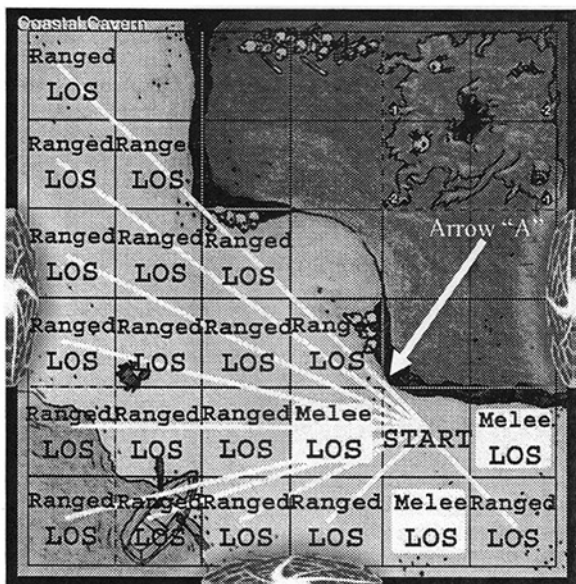 Coastal Cavern
Ranged
LOS
Ranged Ranged
LOS LOS
Ranged Ranged Ranged
Arrow "A"
LOS LOS LOS
Ranged Ranged Ranged Ranged
LOS LOS LOS LOS
Ranged Ranged Ranged Melee START Melee
LOS LOS LOS LOS LOS
Ranged Ranged Ranged Ranged Melee Ranged
LOS LOS LOS LOS LOS LOS